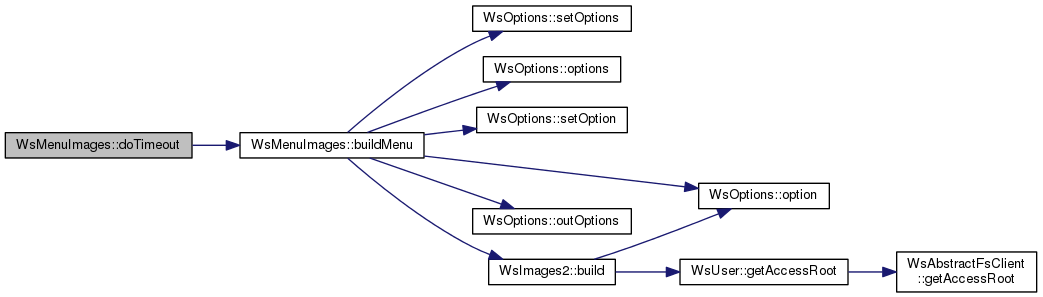 WsMenuImages::doTimeout
WsMenuImages::buildMenu
WsOptions::setOptions
WsOptions::options
WsOptions::setOption
WsOptions::option
WsOptions::outOptions
WsImages2::build
WsUser::getAccessRoot
WsAbstractFsClient
::getAccessRoot